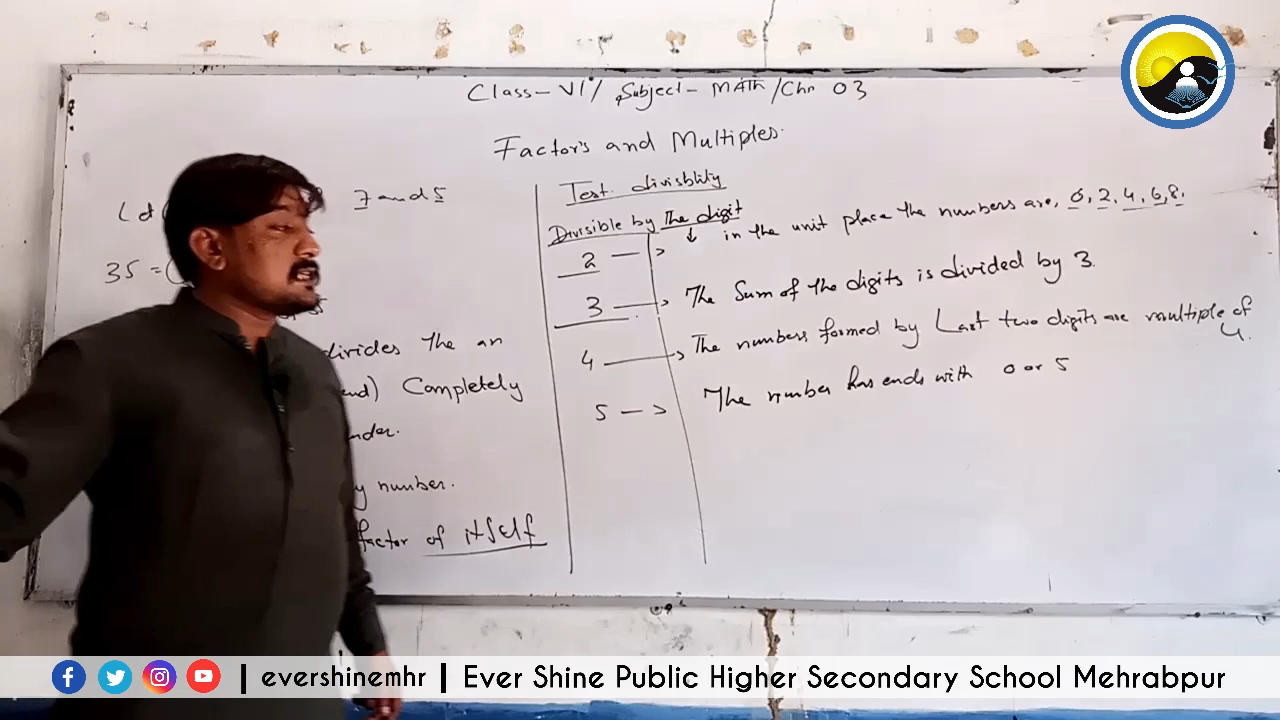 Class-VI/ Subject- MATH/Chr 03
Factor's and Multiples.
7 and 5
35 = (
divides the an
Completely
number.
factor of itself
Test divisblity
Divisible by The digit
2 → in the unit place the numbers are, 0, 2, 4, 6, 8.
3 → The Sum of the digits is divided by 3.
4 → The numbers formed by Last two digits are multiple of 4.
5 → The number has ends with 0 or 5
| evershinemhr | Ever Shine Public Higher Secondary School Mehrabpur